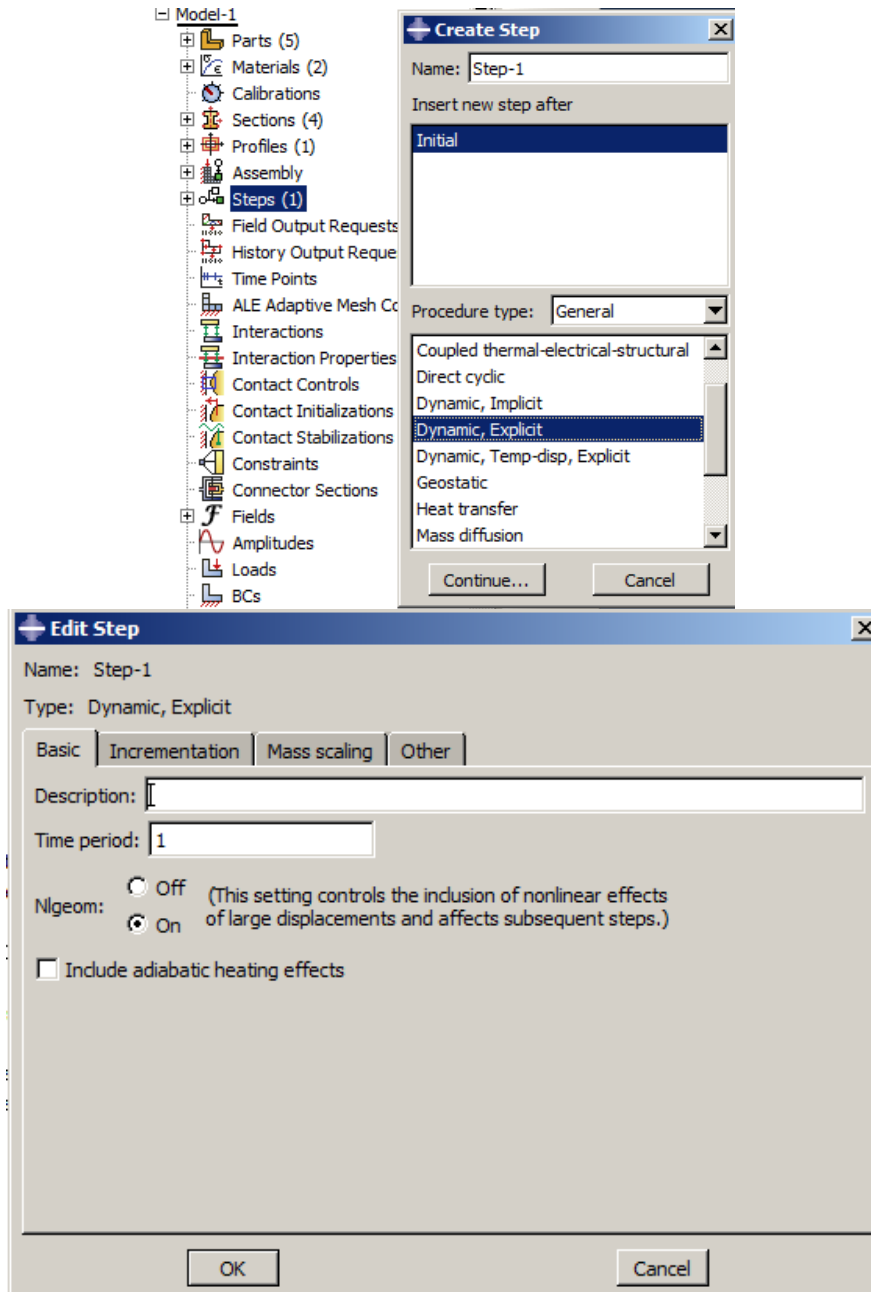 Model-1
Parts (5)
Materials (2)
Calibrations
Sections (4)
Profiles (1)
Assembly
Steps (1)
Field Output Requests
History Output Reque
Time Points
ALE Adaptive Mesh Co
Interactions
Interaction Properties
Contact Controls
Contact Initializations
Contact Stabilizations
Constraints
Connector Sections
Fields
Amplitudes
Loads
BCs
Create Step
Name: Step-1
Insert new step after
Initial
Procedure type: General
Coupled thermal-electrical-structural
Direct cyclic
Dynamic, Implicit
Dynamic, Explicit
Dynamic, Temp-disp, Explicit
Geostatic
Heat transfer
Mass diffusion
Continue... Cancel
Edit Step
Name: Step-1
Type: Dynamic, Explicit
Basic Incrementation Mass scaling Other
Description:
Time period: 1
Nlgeom: Off (This setting controls the inclusion of nonlinear effects
On of large displacements and affects subsequent steps.)
Include adiabatic heating effects
OK Cancel